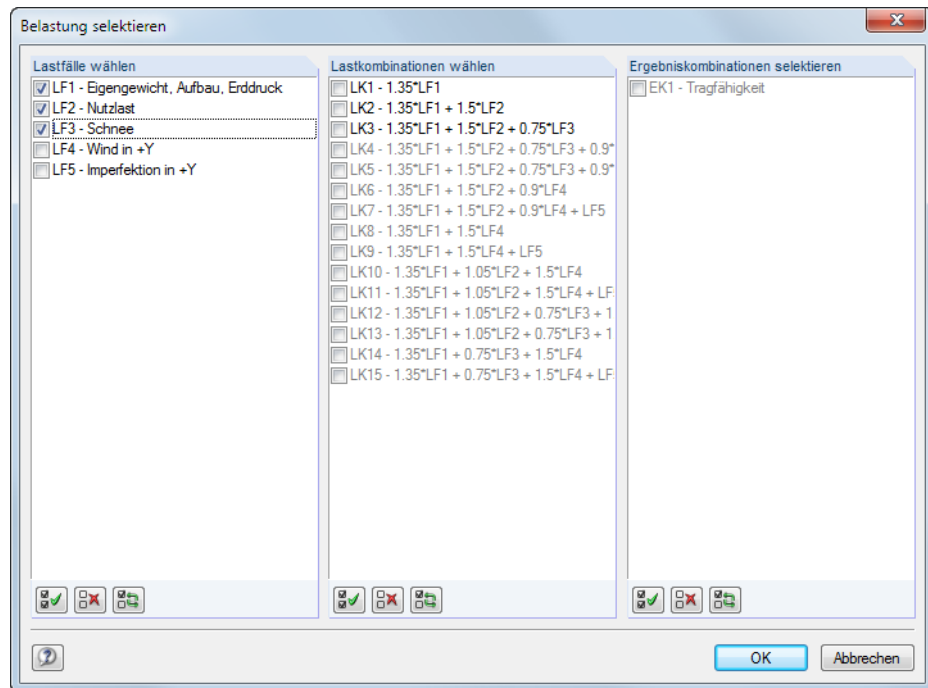 Belastung selektieren
Lastfälle wählen
LF1 - Eigengewicht, Aufbau, Erddruck
LF2 - Nutzlast
LF3 - Schnee
LF4 - Wind in +Y
LF5 - Imperfektion in +Y
Lastkombinationen wählen
LK1 - 1.35*LF1
LK2 - 1.35*LF1 + 1.5*LF2
LK3 - 1.35*LF1 + 1.5*LF2 + 0.75*LF3
LK4 - 1.35*LF1 + 1.5*LF2 + 0.75*LF3 + 0.9*
LK5 - 1.35*LF1 + 1.5*LF2 + 0.75*LF3 + 0.9*
LK6 - 1.35*LF1 + 1.5*LF2 + 0.9*LF4
LK7 - 1.35*LF1 + 1.5*LF2 + 0.9*LF4 + LF5
LK8 - 1.35*LF1 + 1.5*LF4
LK9 - 1.35*LF1 + 1.5*LF4 + LF5
LK10 - 1.35*LF1 + 1.05*LF2 + 1.5*LF4
LK11 - 1.35*LF1 + 1.05*LF2 + 1.5*LF4 + LF
LK12 - 1.35*LF1 + 1.05*LF2 + 0.75*LF3 + 1
LK13 - 1.35*LF1 + 1.05*LF2 + 0.75*LF3 + 1
LK14 - 1.35*LF1 + 0.75*LF3 + 1.5*LF4
LK15 - 1.35*LF1 + 0.75*LF3 + 1.5*LF4 + LF
Ergebniskombinationen selektieren
EK1 - Tragfähigkeit
OK
Abbrechen